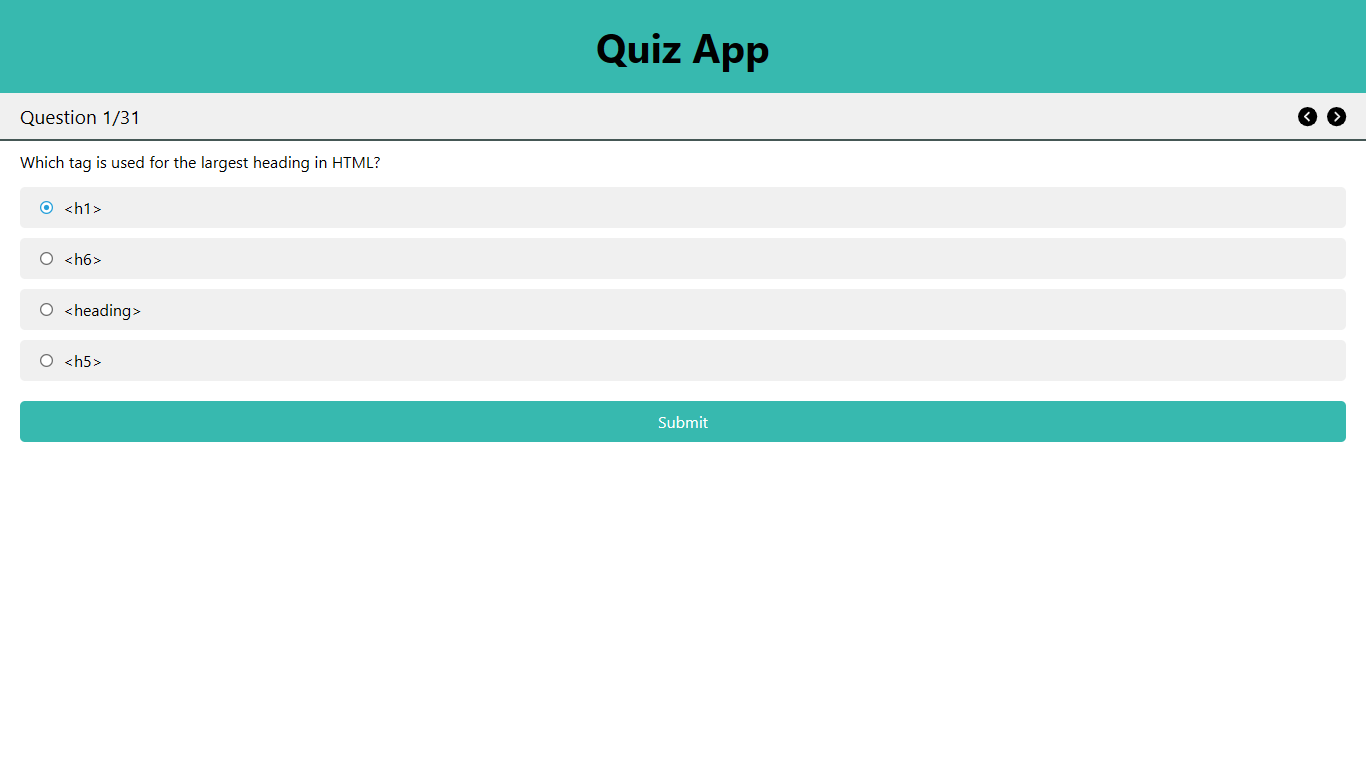 Quiz App
Question 1/31
Which tag is used for the largest heading in HTML?
<h1>
<h6>
<heading>
<h5>
Submit